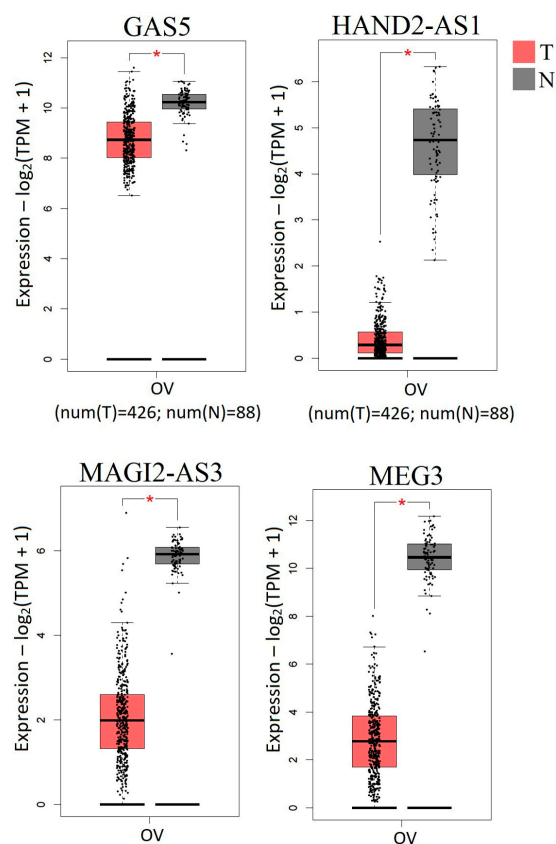 GAS5
HAND2-AS1
T
N
Expression – log₂(TPM + 1)
12
10
8
6
4
2
0
*
OV
(num(T)=426; num(N)=88)
Expression – log₂(TPM + 1)
6
5
4
3
2
1
0
*
OV
(num(T)=426; num(N)=88)
MAGI2-AS3
MEG3
Expression – log₂(TPM + 1)
6
4
2
0
*
OV
Expression – log₂(TPM + 1)
12
10
8
6
4
2
0
*
OV